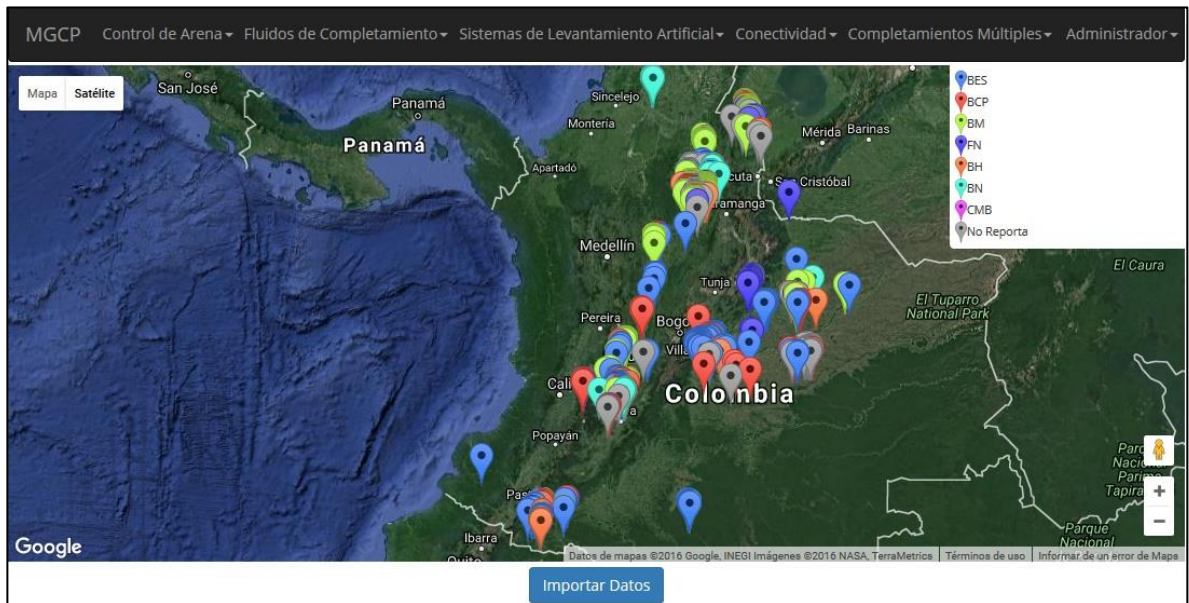 MGCP Control de Arena Fluidos de Completamiento Sistemas de Levantamiento Artificial Conectividad Completamientos Múltiples Administrador
Mapa Satélite
BES
BCP
BM
FN
BH
BN
CMB
No Reporta
San José
Panamá
Panamá
Sincelejo
Montería
Apartadó
Mérida Barinas
San Cristóbal
Medellín
Tunja
El Caura
El Tuparro
National Park
Pereira
Cali
Colombia
Popayán
Ibarra
Quito
Parque
Nacional
Google
Datos de mapas ©2016 Google, INEGI Imágenes ©2016 NASA, TerraMetrics Términos de uso Informar de un error de Maps
Importar Datos